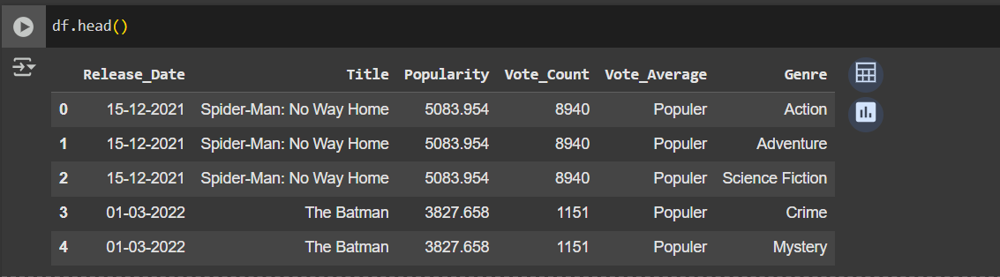 df.head()
Release_Date Title Popularity Vote_Count Vote_Average Genre
0 15-12-2021 Spider-Man: No Way Home 5083.954 8940 Populer Action
1 15-12-2021 Spider-Man: No Way Home 5083.954 8940 Populer Adventure
2 15-12-2021 Spider-Man: No Way Home 5083.954 8940 Populer Science Fiction
3 01-03-2022 The Batman 3827.658 1151 Populer Crime
4 01-03-2022 The Batman 3827.658 1151 Populer Mystery